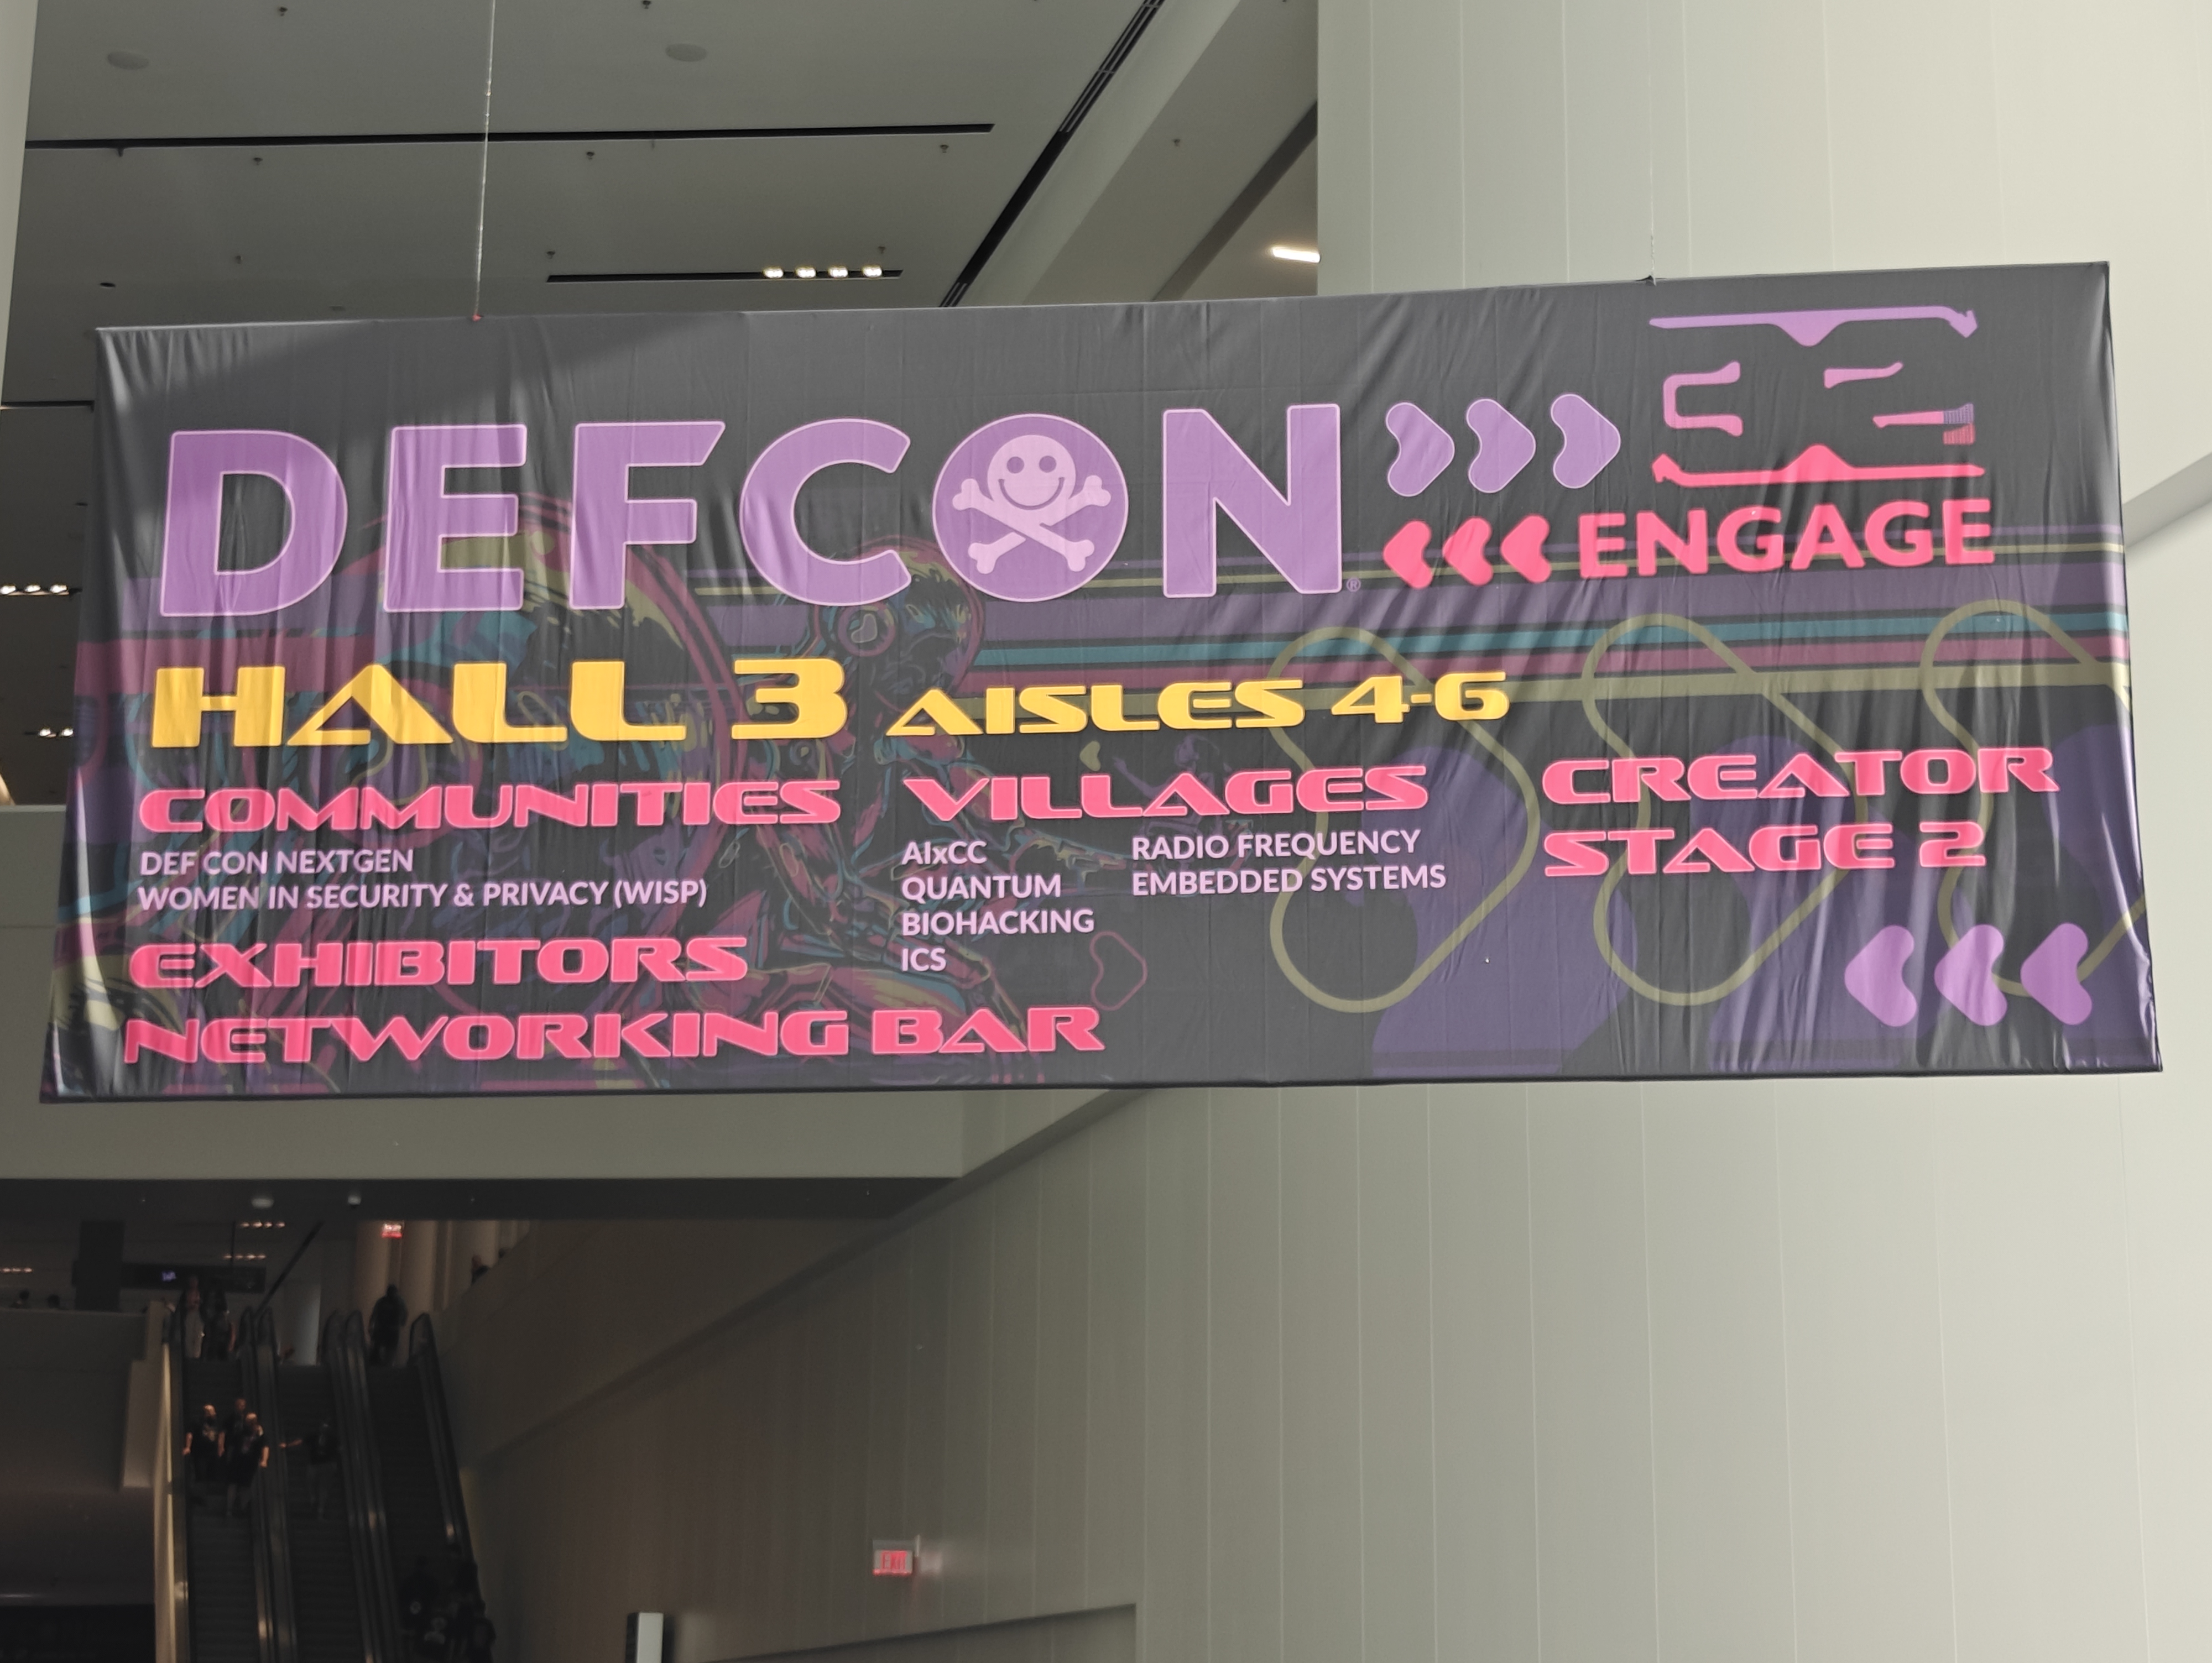 DEFCON®
ENGAGE
HALL 3 AISLES 4-6
COMMUNITIES
DEF CON NEXTGEN
WOMEN IN SECURITY & PRIVACY (WISP)
EXHIBITORS
NETWORKING BAR
VILLAGES
AIxCC
QUANTUM
BIOHACKING
ICS
RADIO FREQUENCY
EMBEDDED SYSTEMS
CREATOR
STAGE 2
EXIT